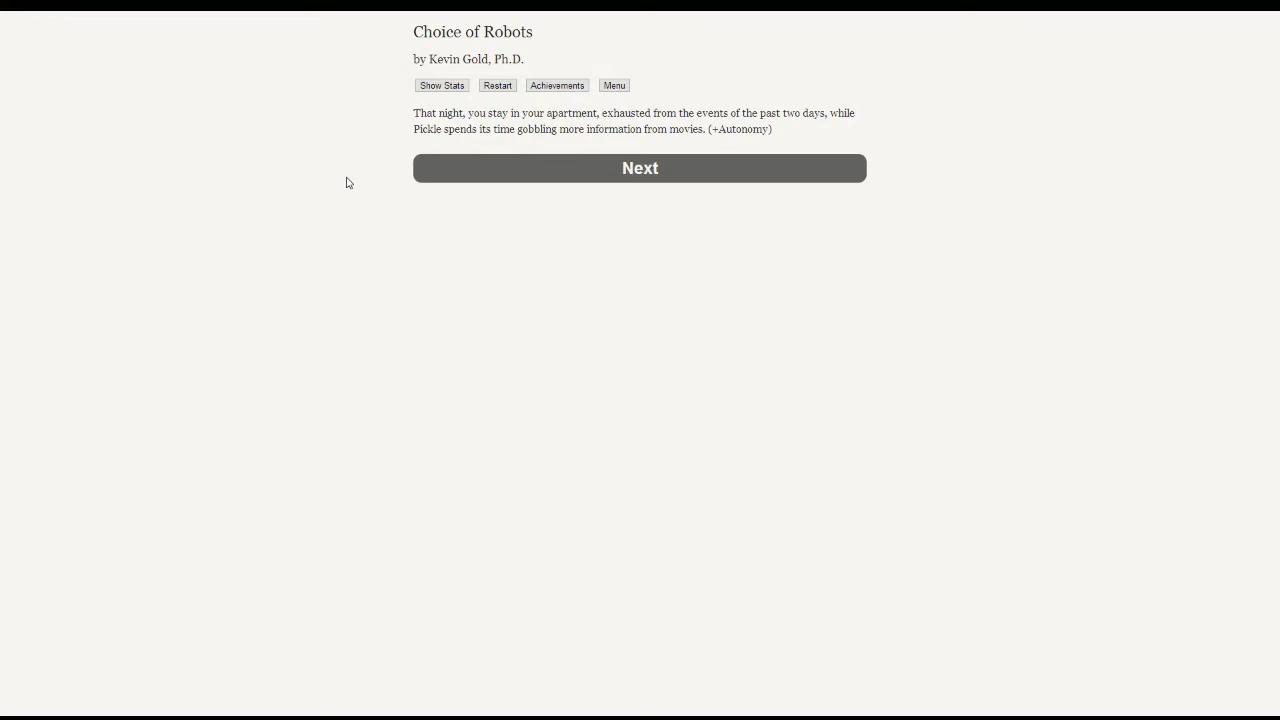 Choice of Robots
by Kevin Gold, Ph.D.
Show Stats Restart Achievements Menu
That night, you stay in your apartment, exhausted from the events of the past two days, while
Pickle spends its time gobbling more information from movies. (+Autonomy)
Next